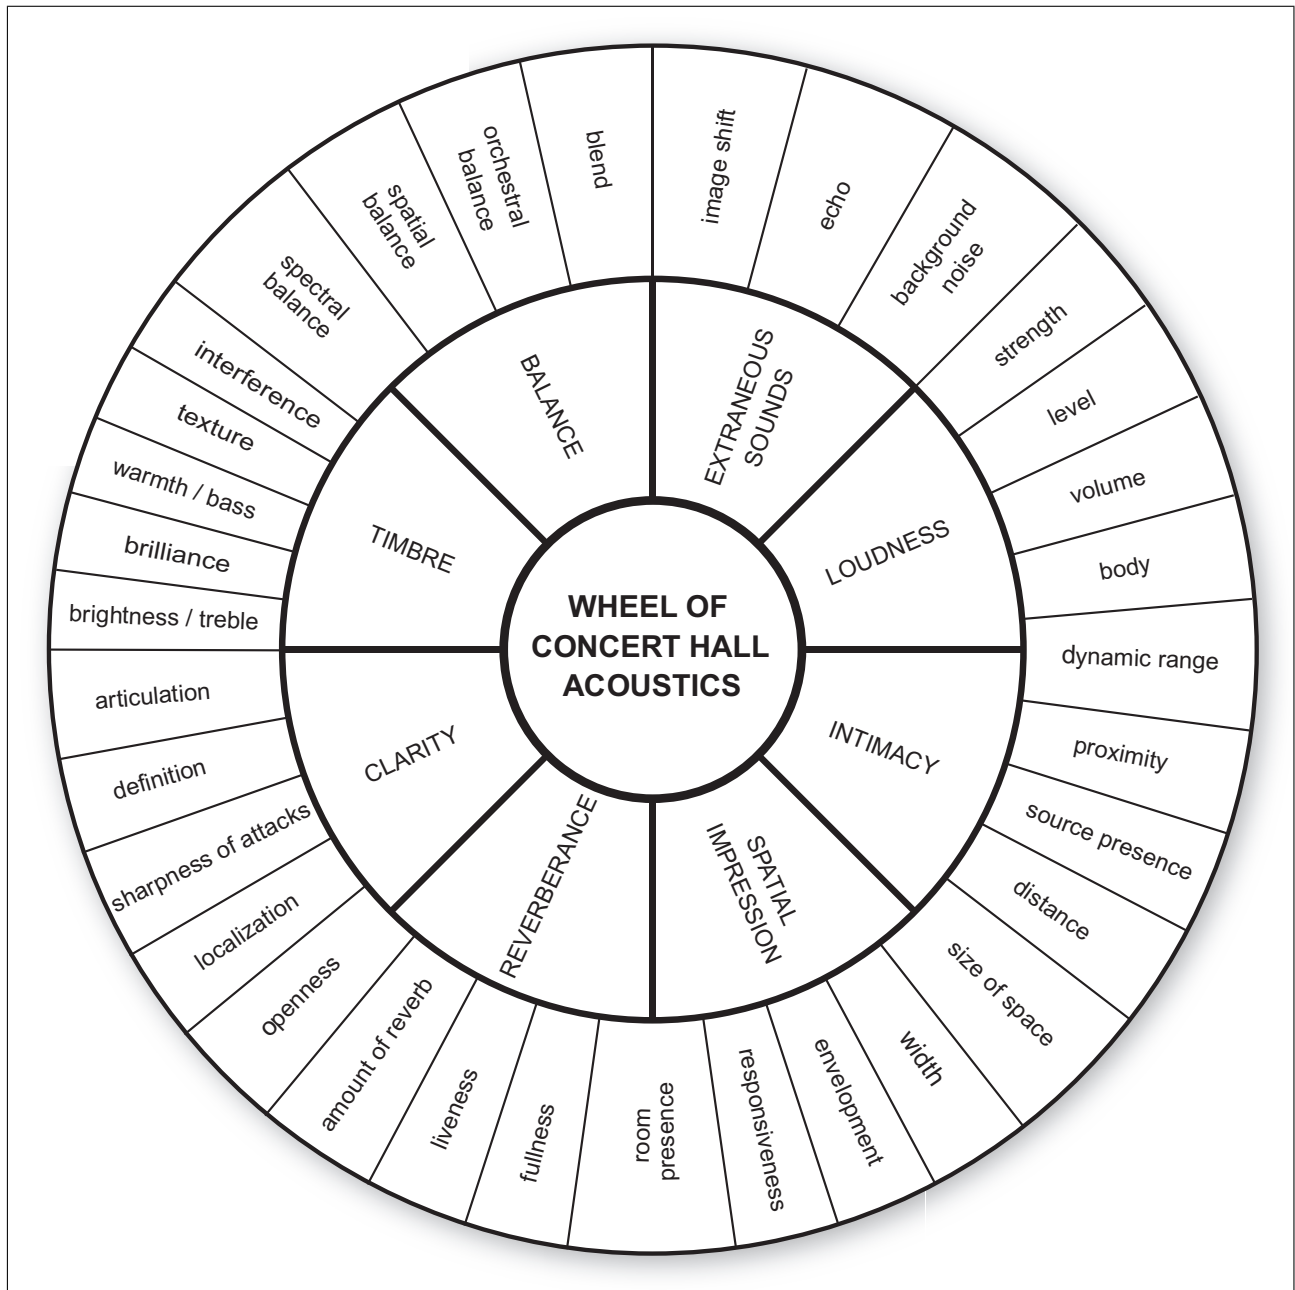 WHEEL OF
CONCERT HALL
ACOUSTICS
EXTRANEOUS
SOUNDS
LOUDNESS
INTIMACY
SPATIAL
IMPRESSION
REVERBERANCE
CLARITY
TIMBRE
BALANCE
image shift
echo
background
noise
strength
level
volume
body
dynamic range
proximity
source presence
distance
size of space
width
envelopment
responsiveness
room
presence
fullness
liveness
amount of reverb
openness
localization
sharpness of attacks
definition
articulation
brightness / treble
brilliance
warmth / bass
texture
interference
spectral
balance
spatial
balance
orchestral
balance
blend